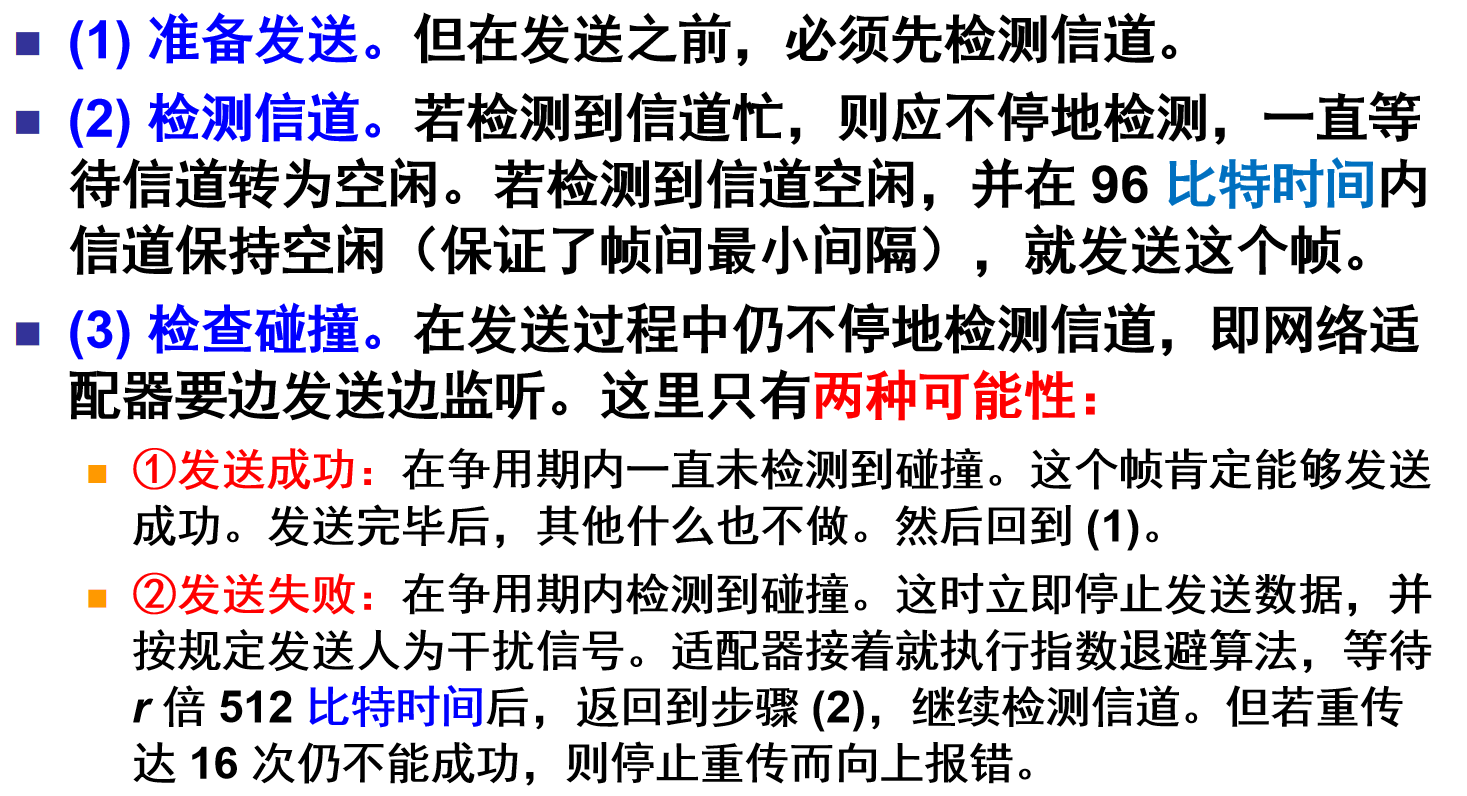 (1) 准备发送。但在发送之前，必须先检测信道。
(2) 检测信道。若检测到信道忙，则应不停地检测，一直等
待信道转为空闲。若检测到信道空闲，并在 96 比特时间内
信道保持空闲（保证了帧间最小间隔），就发送这个帧。
(3) 检查碰撞。在发送过程中仍不停地检测信道，即网络适
配器要边发送边监听。这里只有两种可能性：
①发送成功：在争用期内一直未检测到碰撞。这个帧肯定能够发送
成功。发送完毕后，其他什么也不做。然后回到 (1)。
②发送失败：在争用期内检测到碰撞。这时立即停止发送数据，并
按规定发送人为干扰信号。适配器接着就执行指数退避算法，等待
r 倍 512 比特时间后，返回到步骤 (2)，继续检测信道。但若重传
达 16 次仍不能成功，则停止重传而向上报错。